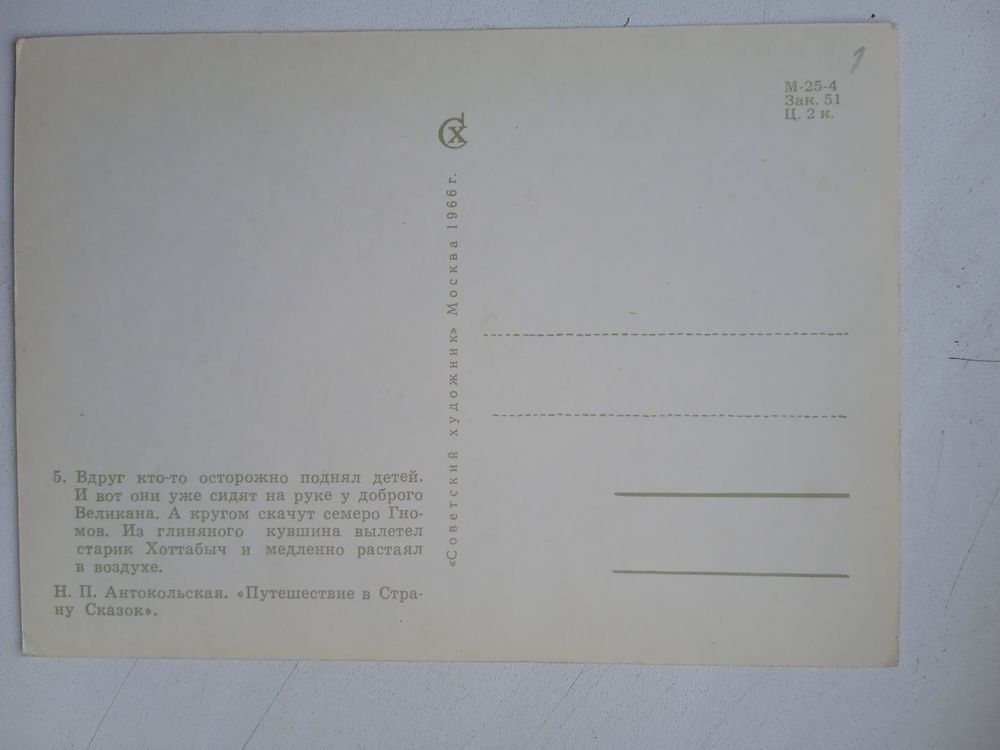 5. Вдруг кто-то осторожно поднял детей.
И вот они уже сидят на руке у доброго
Великана. А кругом скачут семеро Гно-
мов. Из глиняного кувшина вылетел
старик Хоттабыч и медленно растаял
в воздухе.
Н. П. Антокольская. «Путешествие в Стра-
ну Сказок».
СХ
«Советский художник» Москва 1966 г.
М-25-4
Зак. 51
Ц. 2 к.